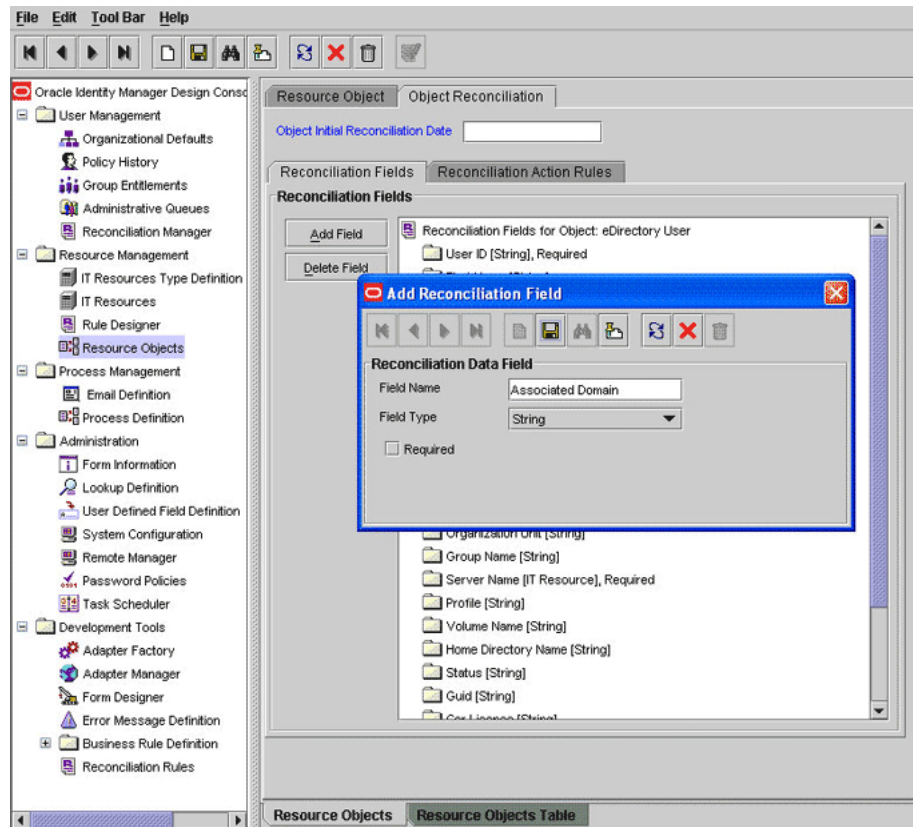 File Edit Tool Bar Help
Oracle Identity Manager Design Consc
User Management
Organizational Defaults
Policy History
Group Entitlements
Administrative Queues
Reconciliation Manager
Resource Management
IT Resources Type Definition
IT Resources
Rule Designer
Resource Objects
Process Management
Email Definition
Process Definition
Administration
Form Information
Lookup Definition
User Defined Field Definition
System Configuration
Remote Manager
Password Policies
Task Scheduler
Development Tools
Adapter Factory
Adapter Manager
Form Designer
Error Message Definition
Business Rule Definition
Reconciliation Rules
Resource Object Object Reconciliation
Object Initial Reconciliation Date
Reconciliation Fields Reconciliation Action Rules
Reconciliation Fields
Add Field
Delete Field
Reconciliation Fields for Object: eDirectory User
User ID [String], Required
Add Reconciliation Field
Reconciliation Data Field
Field Name Associated Domain
Field Type String
Required
Organization Unit [String]
Group Name [String]
Server Name [IT Resource], Required
Profile [String]
Volume Name [String]
Home Directory Name [String]
Status [String]
Guid [String]
Resource Objects Resource Objects Table